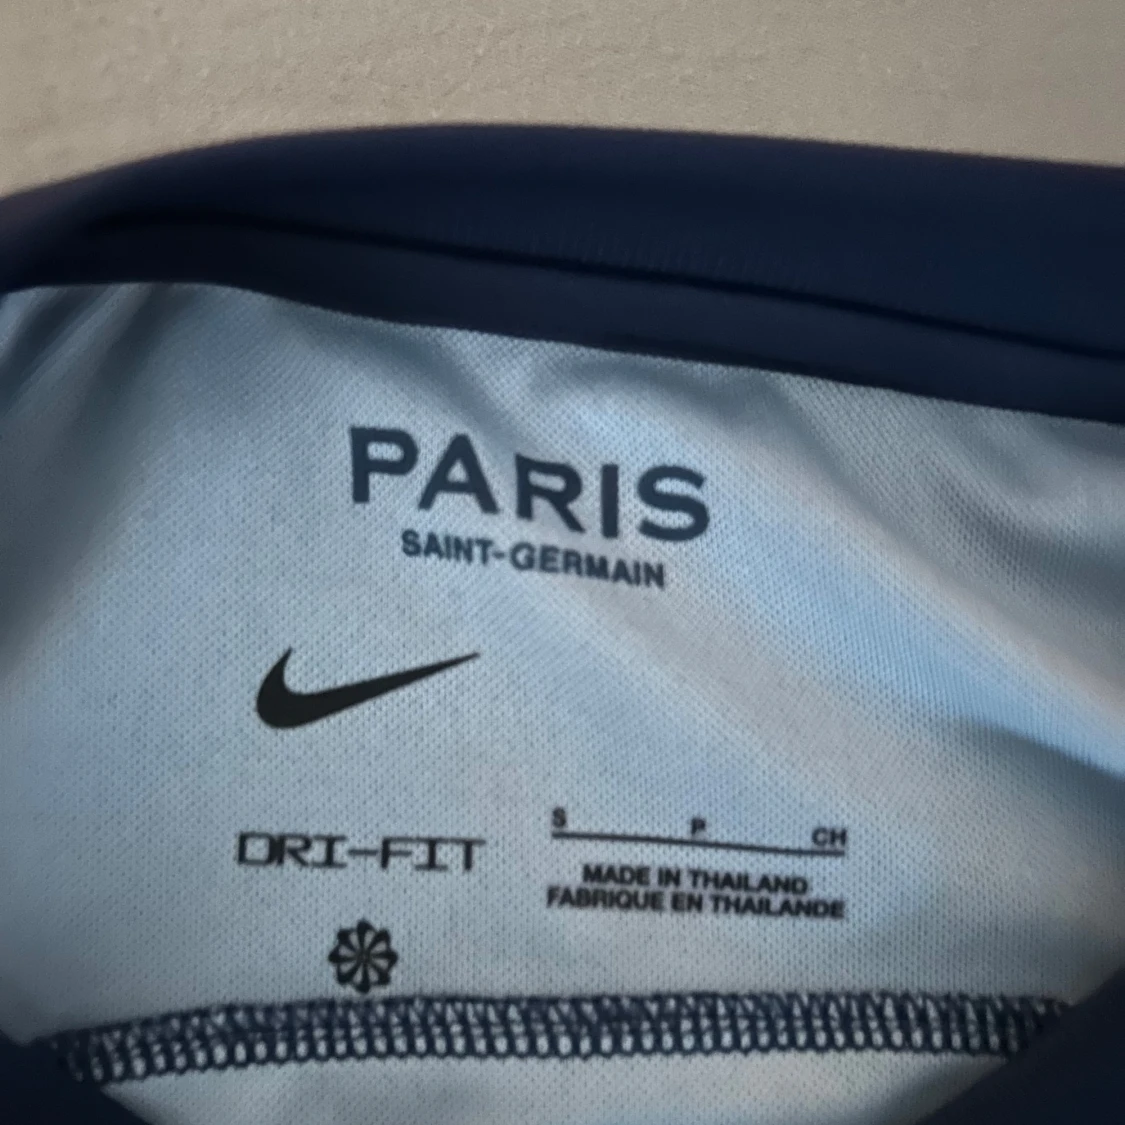 PARIS
SAINT-GERMAIN
DRI-FIT
S P CH
MADE IN THAILAND
FABRIQUE EN THAILANDE